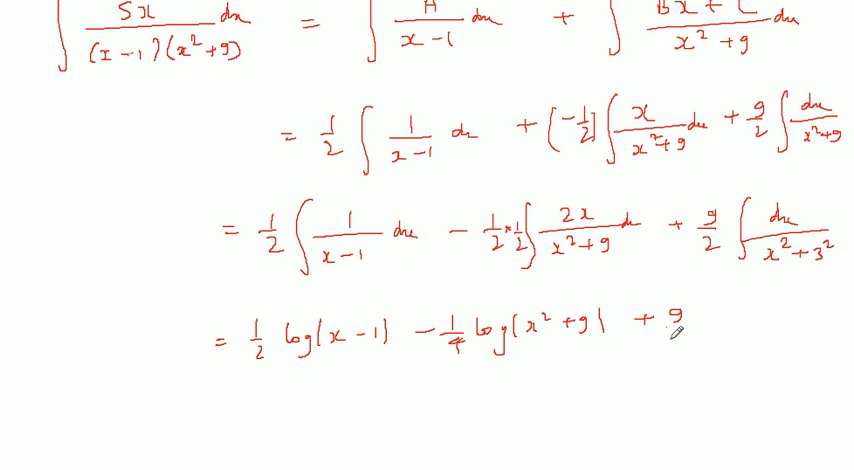 ∫ 5x / (x-1)(x²+9) dx = ∫ A / x-1 dx + ∫ Bx + C / x² + 9 dx
= 1/2 ∫ 1 / x-1 dx + (-1/2) ∫ x / x²+9 dx + 9/2 ∫ dx / x²+9
= 1/2 ∫ 1 / x-1 dx - 1/2 × 1/2 ∫ 2x / x²+9 dx + 9/2 ∫ dx / x²+3²
= 1/2 log(x-1) - 1/4 log(x²+9) + 9